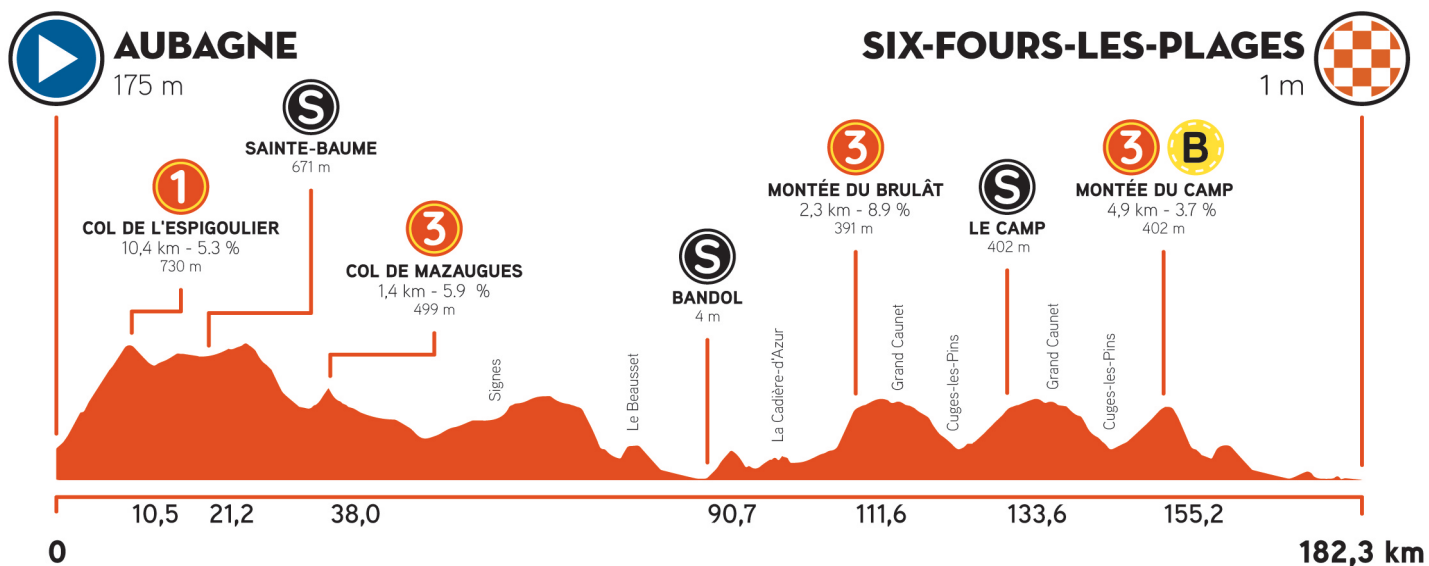 AUBAGNE
175 m
SIX-FOURS-LES-PLAGES
1 m
S
SAINTE-BAUME
671 m
1
COL DE L'ESPIGOULIER
10,4 km - 5.3 %
730 m
3
COL DE MAZAUGUES
1,4 km - 5.9 %
499 m
S
BANDOL
4 m
3
MONTÉE DU BRULÂT
2,3 km - 8.9 %
391 m
S
LE CAMP
402 m
3 B
MONTÉE DU CAMP
4,9 km - 3.7 %
402 m
Signes
Le Beausset
La Cadière-d'Azur
Grand Caunet
Cuges-les-Pins
Grand Caunet
Cuges-les-Pins
10,5 21,2 38,0 90,7 111,6 133,6 155,2
0 182,3 km